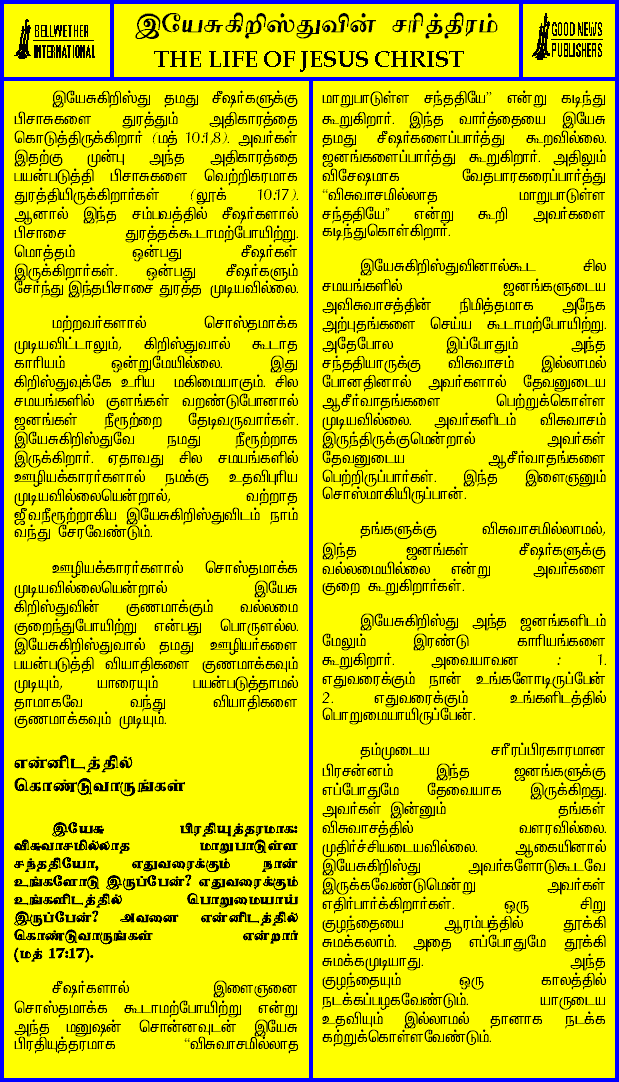 BELLWETHER
INTERNATIONAL
இயேசுகிறிஸ்துவின் சரித்திரம்
THE LIFE OF JESUS CHRIST
GOOD NEWS
PUBLISHERS
இயேசுகிறிஸ்து தமது சீஷர்களுக்கு
பிசாசுகளை துரத்தும் அதிகாரத்தை
கொடுத்திருக்கிறார் (மத் 10:1,8). அவர்கள்
இதற்கு முன்பு அந்த அதிகாரத்தை
பயன்படுத்தி பிசாசுகளை வெற்றிகரமாக
துரத்தியிருக்கிறார்கள் (லூக் 10:17).
ஆனால் இந்த சம்பவத்தில் சீஷர்களால்
பிசாசை துரத்தக்கூடாமற்போயிற்று.
மொத்தம் ஒன்பது சீஷர்கள்
இருக்கிறார்கள். ஒன்பது சீஷர்களும்
சேர்ந்து இந்தபிசாசை துரத்த முடியவில்லை.
மற்றவர்களால் சொஸ்தமாக்க
முடியவிட்டாலும், கிறிஸ்துவால் கூடாத
காரியம் ஒன்றுமேயில்லை. இது
கிறிஸ்துவுக்கே உரிய மகிமையாகும். சில
சமயங்களில் குளங்கள் வறண்டுபோனால்
ஜனங்கள் நீரூற்றை தேடிவருவார்கள்.
இயேசுகிறிஸ்துவே நமது நீரூற்றாக
இருக்கிறார். ஏதாவது சில சமயங்களில்
ஊழியக்காரர்களால் நமக்கு உதவிபுரிய
முடியவில்லையென்றால், வற்றாத
ஜீவநீரூற்றாகிய இயேசுகிறிஸ்துவிடம் நாம்
வந்து சேரவேண்டும்.
ஊழியக்காரர்களால் சொஸ்தமாக்க
முடியவில்லையென்றால் இயேசு
கிறிஸ்துவின் குணமாக்கும் வல்லமை
குறைந்துபோயிற்று என்பது பொருளல்ல.
இயேசுகிறிஸ்துவால் தமது ஊழியர்களை
பயன்படுத்தி வியாதிகளை குணமாக்கவும்
முடியும், யாரையும் பயன்படுத்தாமல்
தாமாகவே வந்து வியாதிகளை
குணமாக்கவும் முடியும்.
என்னிடத்தில்
கொண்டுவாருங்கள்
இயேசு பிரதியுத்தரமாக:
விசுவாசமில்லாத மாறுபாடுள்ள
சந்ததியோ, எதுவரைக்கும் நான்
உங்களோடு இருப்பேன்? எதுவரைக்கும்
உங்களிடத்தில் பொறுமையாய்
இருப்பேன்? அவனை என்னிடத்தில்
கொண்டுவாருங்கள் என்றார்
(மத் 17:17).
சீஷர்களால் இளைஞனை
சொஸ்தமாக்க கூடாமற்போயிற்று என்று
அந்த மனுஷன் சொன்னவுடன் இயேசு
பிரதியுத்தரமாக “விசுவாசமில்லாத
மாறுபாடுள்ள சந்ததியே” என்று கடிந்து
கூறுகிறார். இந்த வார்த்தையை இயேசு
தமது சீஷர்களைப்பார்த்து கூறவில்லை.
ஜனங்களைப்பார்த்து கூறுகிறார். அதிலும்
விசேஷமாக வேதபாரகரைப்பார்த்து
“விசுவாசமில்லாத மாறுபாடுள்ள
சந்ததியே” என்று கூறி அவர்களை
கடிந்துகொள்கிறார்.
இயேசுகிறிஸ்துவினால்கூட சில
சமயங்களில் ஜனங்களுடைய
அவிசுவாசத்தின் நிமித்தமாக அநேக
அற்புதங்களை செய்ய கூடாமற்போயிற்று.
அதேபோல இப்போதும் அந்த
சந்ததியாருக்கு விசுவாசம் இல்லாமல்
போனதினால் அவர்களால் தேவனுடைய
ஆசீர்வாதங்களை பெற்றுக்கொள்ள
முடியவில்லை. அவர்களிடம் விசுவாசம்
இருந்திருக்குமென்றால் அவர்கள்
தேவனுடைய ஆசீர்வாதங்களை
பெற்றிருப்பார்கள். இந்த இளைஞனும்
சொஸ்மாகியிருப்பான்.
தங்களுக்கு விசுவாசமில்லாமல்,
இந்த ஜனங்கள் சீஷர்களுக்கு
வல்லமையில்லை என்று அவர்களை
குறை கூறுகிறார்கள்.
இயேசுகிறிஸ்து அந்த ஜனங்களிடம்
மேலும் இரண்டு காரியங்களை
கூறுகிறார். அவையாவன : 1.
எதுவரைக்கும் நான் உங்களோடிருப்பேன்
2. எதுவரைக்கும் உங்களிடத்தில்
பொறுமையாயிருப்பேன்.
தம்முடைய சரீரப்பிரகாரமான
பிரசன்னம் இந்த ஜனங்களுக்கு
எப்போதுமே தேவையாக இருக்கிறது.
அவர்கள் இன்னும் தங்கள்
விசுவாசத்தில் வளரவில்லை.
முதிர்ச்சியடையவில்லை. ஆகையினால்
இயேசுகிறிஸ்து அவர்களோடுகூடவே
இருக்கவேண்டுமென்று அவர்கள்
எதிர்பார்க்கிறார்கள். ஒரு சிறு
குழந்தையை ஆரம்பத்தில் தூக்கி
சுமக்கலாம். அதை எப்போதுமே தூக்கி
சுமக்கமுடியாது. அந்த
குழந்தையும் ஒரு காலத்தில்
நடக்கப்பழகவேண்டும். யாருடைய
உதவியும் இல்லாமல் தானாக நடக்க
கற்றுக்கொள்ளவேண்டும்.